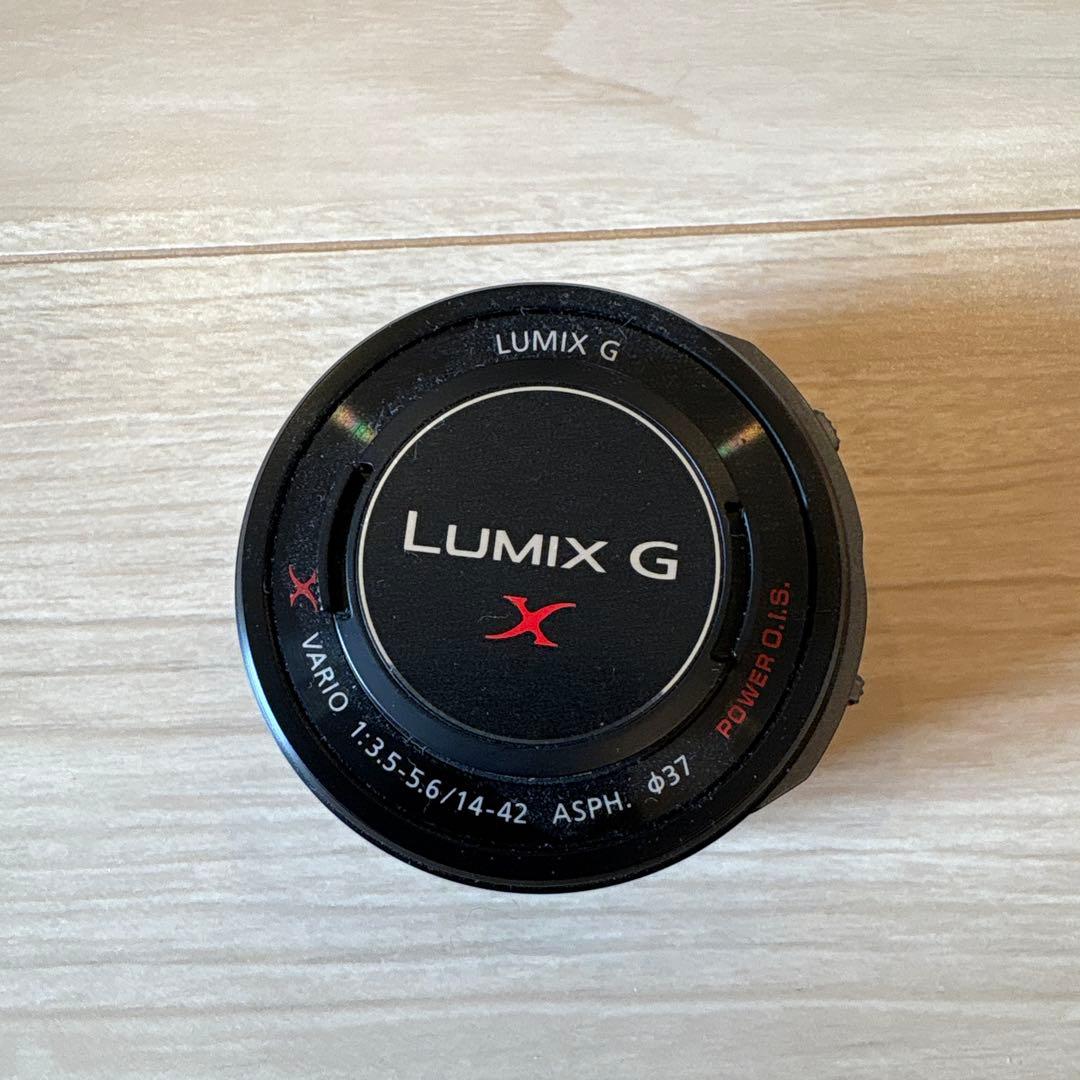 LUMIX G
LUMIX G
X
X VARIO 1:3.5-5.6/14-42 ASPH. ϕ37
POWER O.I.S.